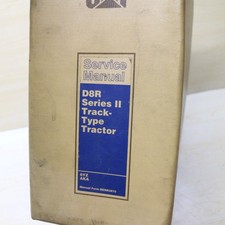 Service
Manual
D8R
Series II
Track-
Type
Tractor